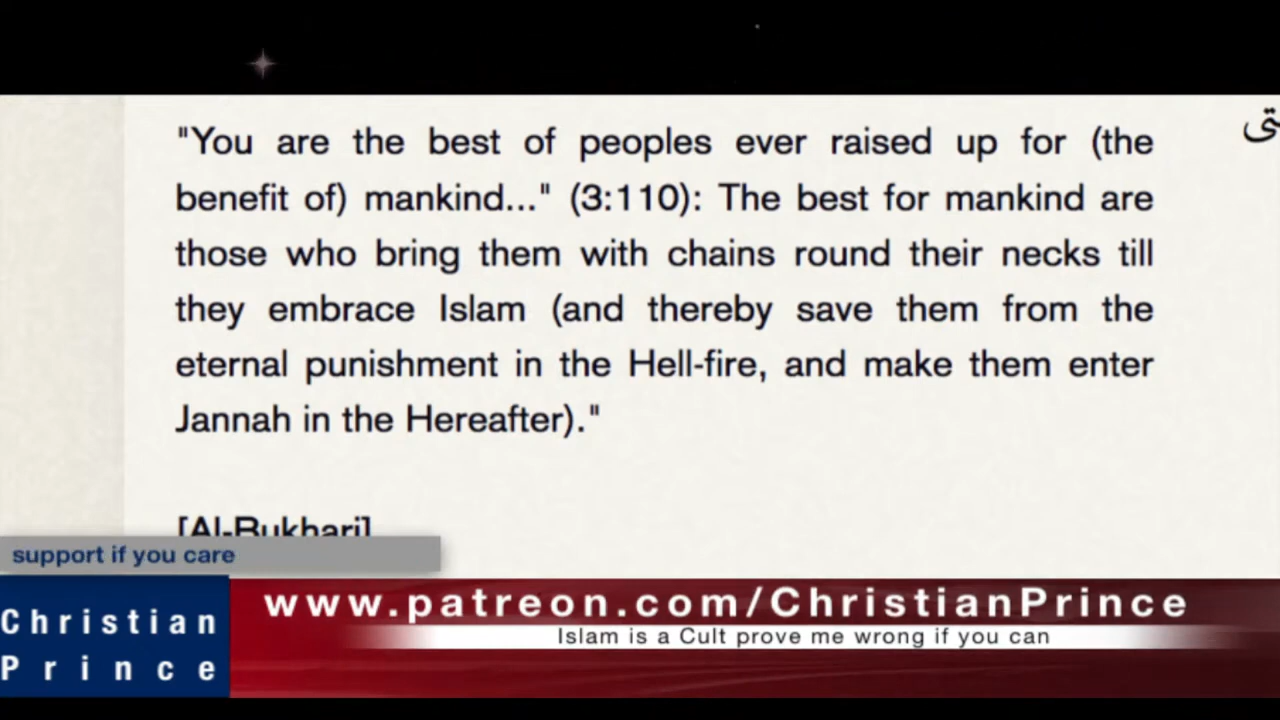 "You are the best of peoples ever raised up for (the
benefit of) mankind..." (3:110): The best for mankind are
those who bring them with chains round their necks till
they embrace Islam (and thereby save them from the
eternal punishment in the Hell-fire, and make them enter
Jannah in the Hereafter)."
[Al-Bukhari]
support if you care
Christian
Prince
www.patreon.com/ChristianPrince
Islam is a Cult prove me wrong if you can